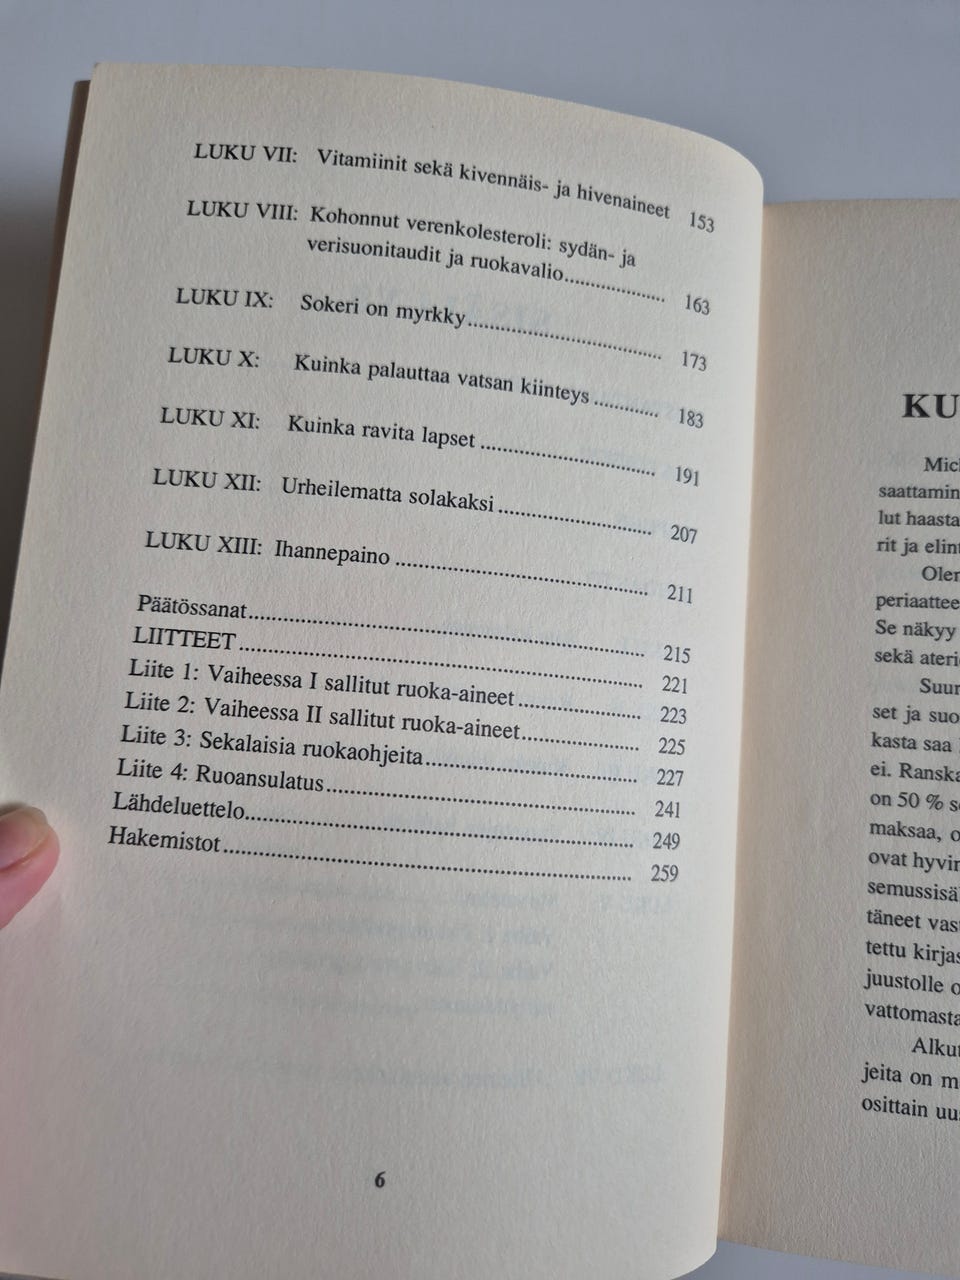 LUKU VII: Vitamiinit sekä kivennäis- ja hivenaineet 153
LUKU VIII: Kohonnut verenkolesteroli: sydän- ja
verisuonitaudit ja ruokavalio.................... 163
LUKU IX: Sokeri on myrkky....................................... 173
LUKU X: Kuinka palauttaa vatsan kiinteys ............. 183
LUKU XI: Kuinka ravita lapset ................................... 191
LUKU XII: Urheilematta solakaksi .............................. 207
LUKU XIII: Ihannepaino ................................................ 211
Päätössanat................................................................ 215
LIITTEET ................................................................. 221
Liite 1: Vaiheessa I sallitut ruoka-aineet ........................ 223
Liite 2: Vaiheessa II sallitut ruoka-aineet....................... 225
Liite 3: Sekalaisia ruokaohjeita........................................ 227
Liite 4: Ruoansulatus........................................................ 241
Lähdeluettelo..................................................................... 249
Hakemistot ........................................................................ 259
6
KU
saattamin
lut haasta
rit ja elin
Oler
periaattee
Se näkyy
sekä ateri
Suur
set ja suo
kasta saa
ei. Ranska
on 50 % s
maksaa, o
ovat hyvin
semussisä
täneet vast
tettu kirjas
juustolle o
vattomasta
Alkut
jeita on m
osittain uu